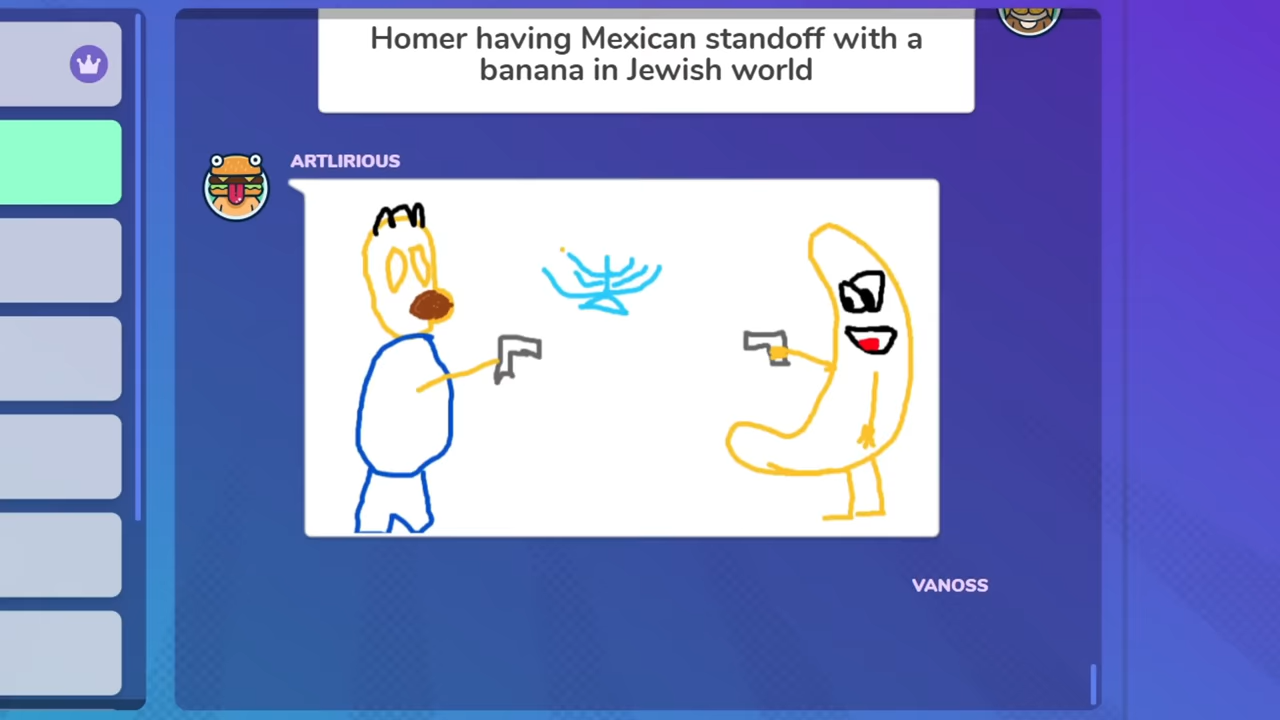 Homer having Mexican standoff with a
banana in Jewish world
ARTLIRIOUS
VANOSS